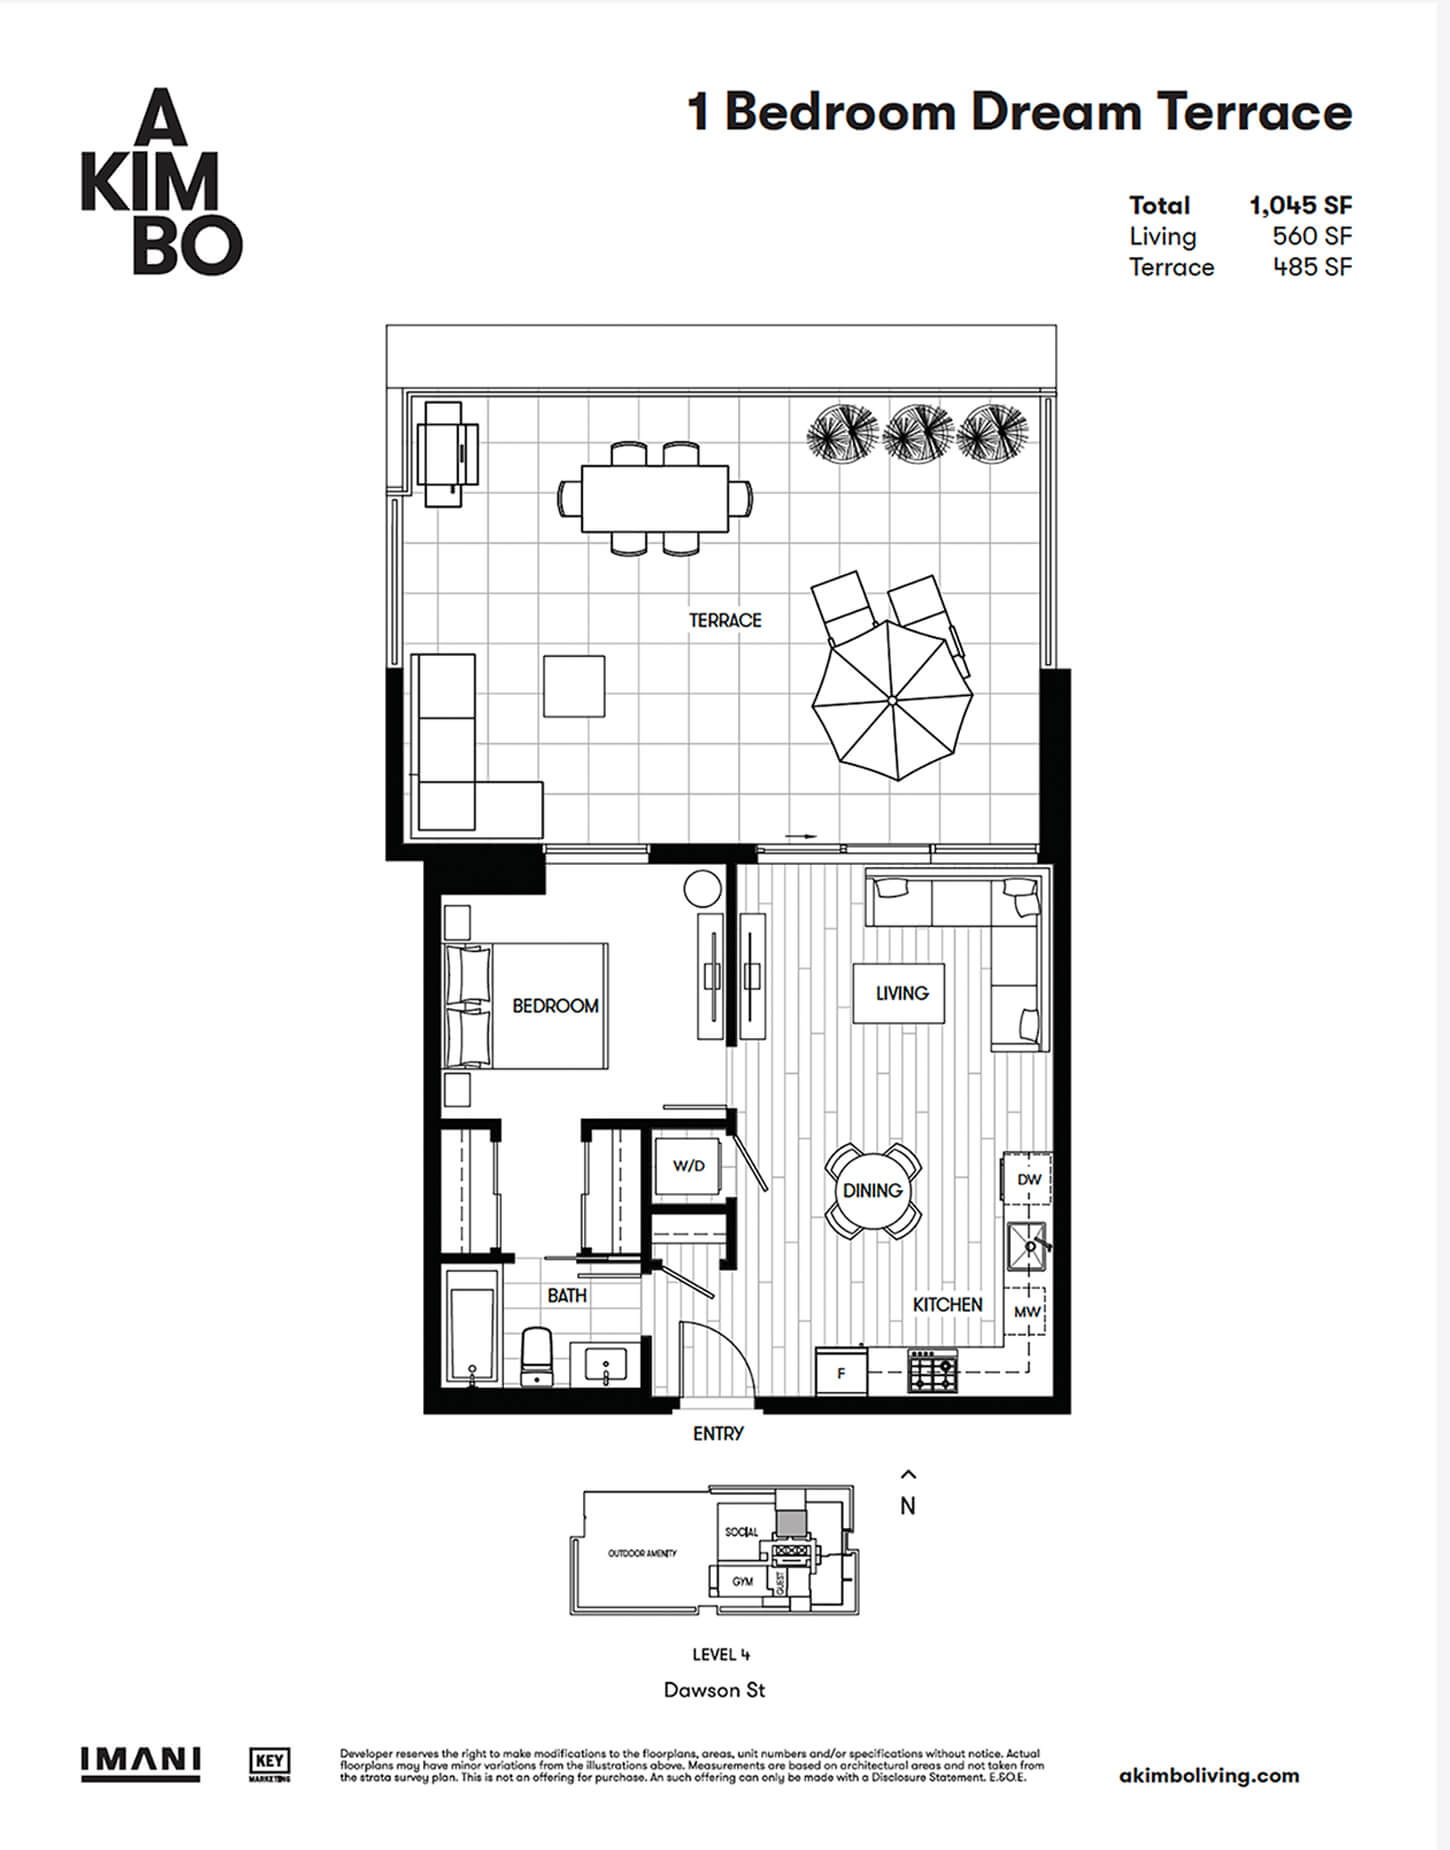 A
KIM
BO
1 Bedroom Dream Terrace
Total 1,045 SF
Living 560 SF
Terrace 485 SF
TERRACE
BEDROOM
LIVING
W/D
DINING
DW
BATH
KITCHEN
MW
F
ENTRY
N
SOCIAL
OUTDOOR AMENITY
GYM
GUEST
LEVEL 4
Dawson St
IMANI
KEY
MARKETING
Developer reserves the right to make modifications to the floorplans, areas, unit numbers and/or specifications without notice. Actual
floorplans may have minor variations from the illustrations above. Measurements are based on architectural areas and not taken from
the strata survey plan. This is not an offering for purchase. An such offering can only be made with a Disclosure Statement. E.&O.E.
akimboliving.com